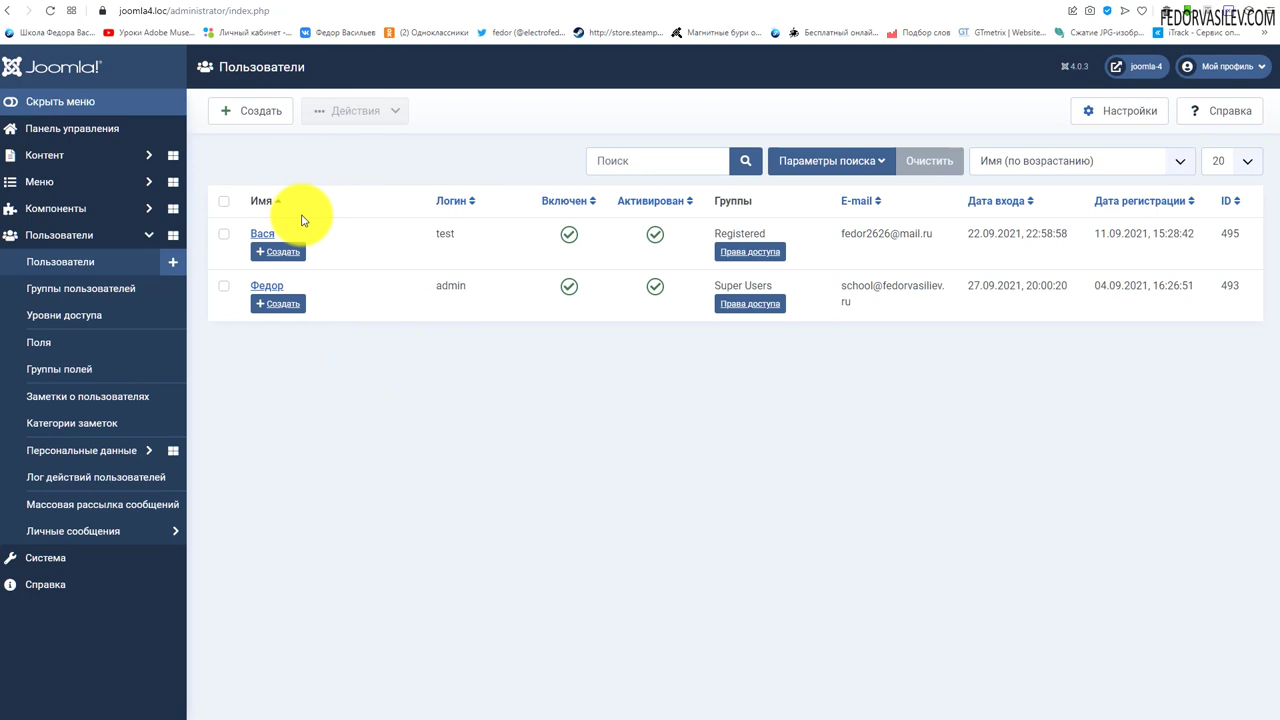 joomla4.loc/administrator/index.php
FEDORVASILEV.COM
Школа Федора Вас...
Уроки Adobe Muse...
Личный кабинет -...
Федор Васильев
(2) Одноклассники
fedor (@electrofed...
http://store.steamp...
Магнитные бури о...
Бесплатный онлай...
Подбор слов
GTmetrix | Website...
Сжатие JPG-изобр...
iTrack - Сервис оп...
Joomla!
Пользователи
4.0.3
joomla-4
Мой профиль
Скрыть меню
Панель управления
Контент
Меню
Компоненты
Пользователи
Пользователи
Группы пользователей
Уровни доступа
Поля
Группы полей
Заметки о пользователях
Категории заметок
Персональные данные
Лог действий пользователей
Массовая рассылка сообщений
Личные сообщения
Система
Справка
+ Создать
··· Действия
Настройки
? Справка
Поиск
Параметры поиска
Очистить
Имя (по возрастанию)
20
Имя Логин Включен Активирован Группы E-mail Дата входа Дата регистрации ID
Вася test Registered fedor2626@mail.ru 22.09.2021, 22:58:58 11.09.2021, 15:28:42 495
+ Создать Права доступа
Федор admin Super Users school@fedorvasiliev. 27.09.2021, 20:00:20 04.09.2021, 16:26:51 493
+ Создать Права доступа ru